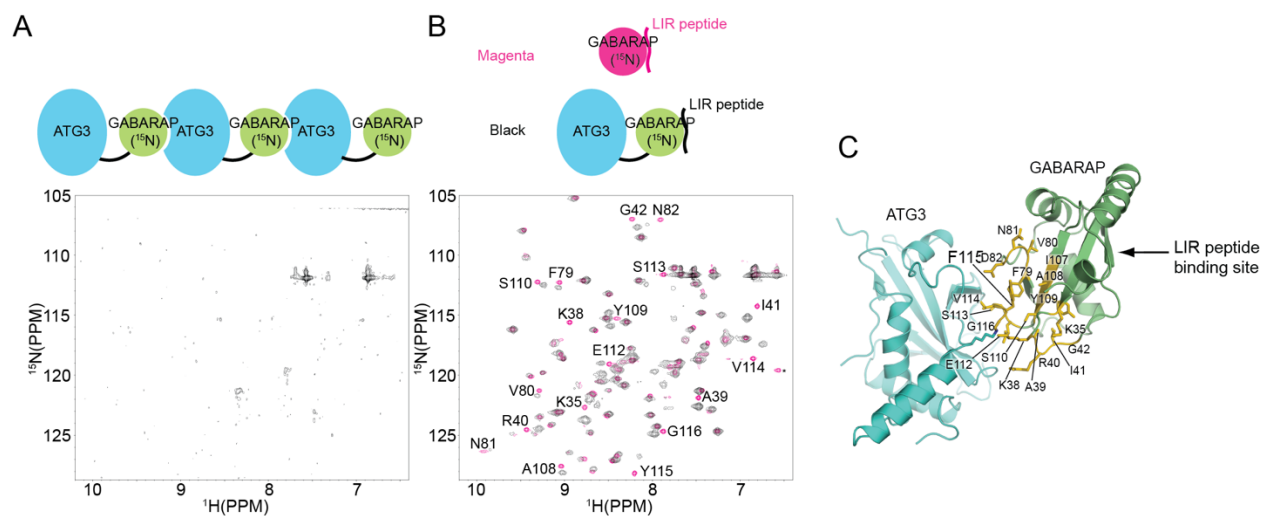 A
ATG3
GABARAP
(15N)
ATG3
GABARAP
(15N)
ATG3
GABARAP
(15N)
105
110
115
120
125
15N(PPM)
10
9
8
7
1H(PPM)
B
LIR peptide
Magenta
GABARAP
(15N)
LIR peptide
Black
ATG3
GABARAP
(15N)
105
110
115
120
125
15N(PPM)
G42
N82
S110
F79
S113
I41
K38
Y109
E112
V114
V80
K35
A39
R40
G116
N81
A108
Y115
10
9
8
7
1H(PPM)
C
GABARAP
ATG3
N81
V80
D82
I107
F115
F79
A108
LIR peptide
binding site
V114
Y109
S113
G116
K35
S110
G42
E112
R40
I41
K38
A39